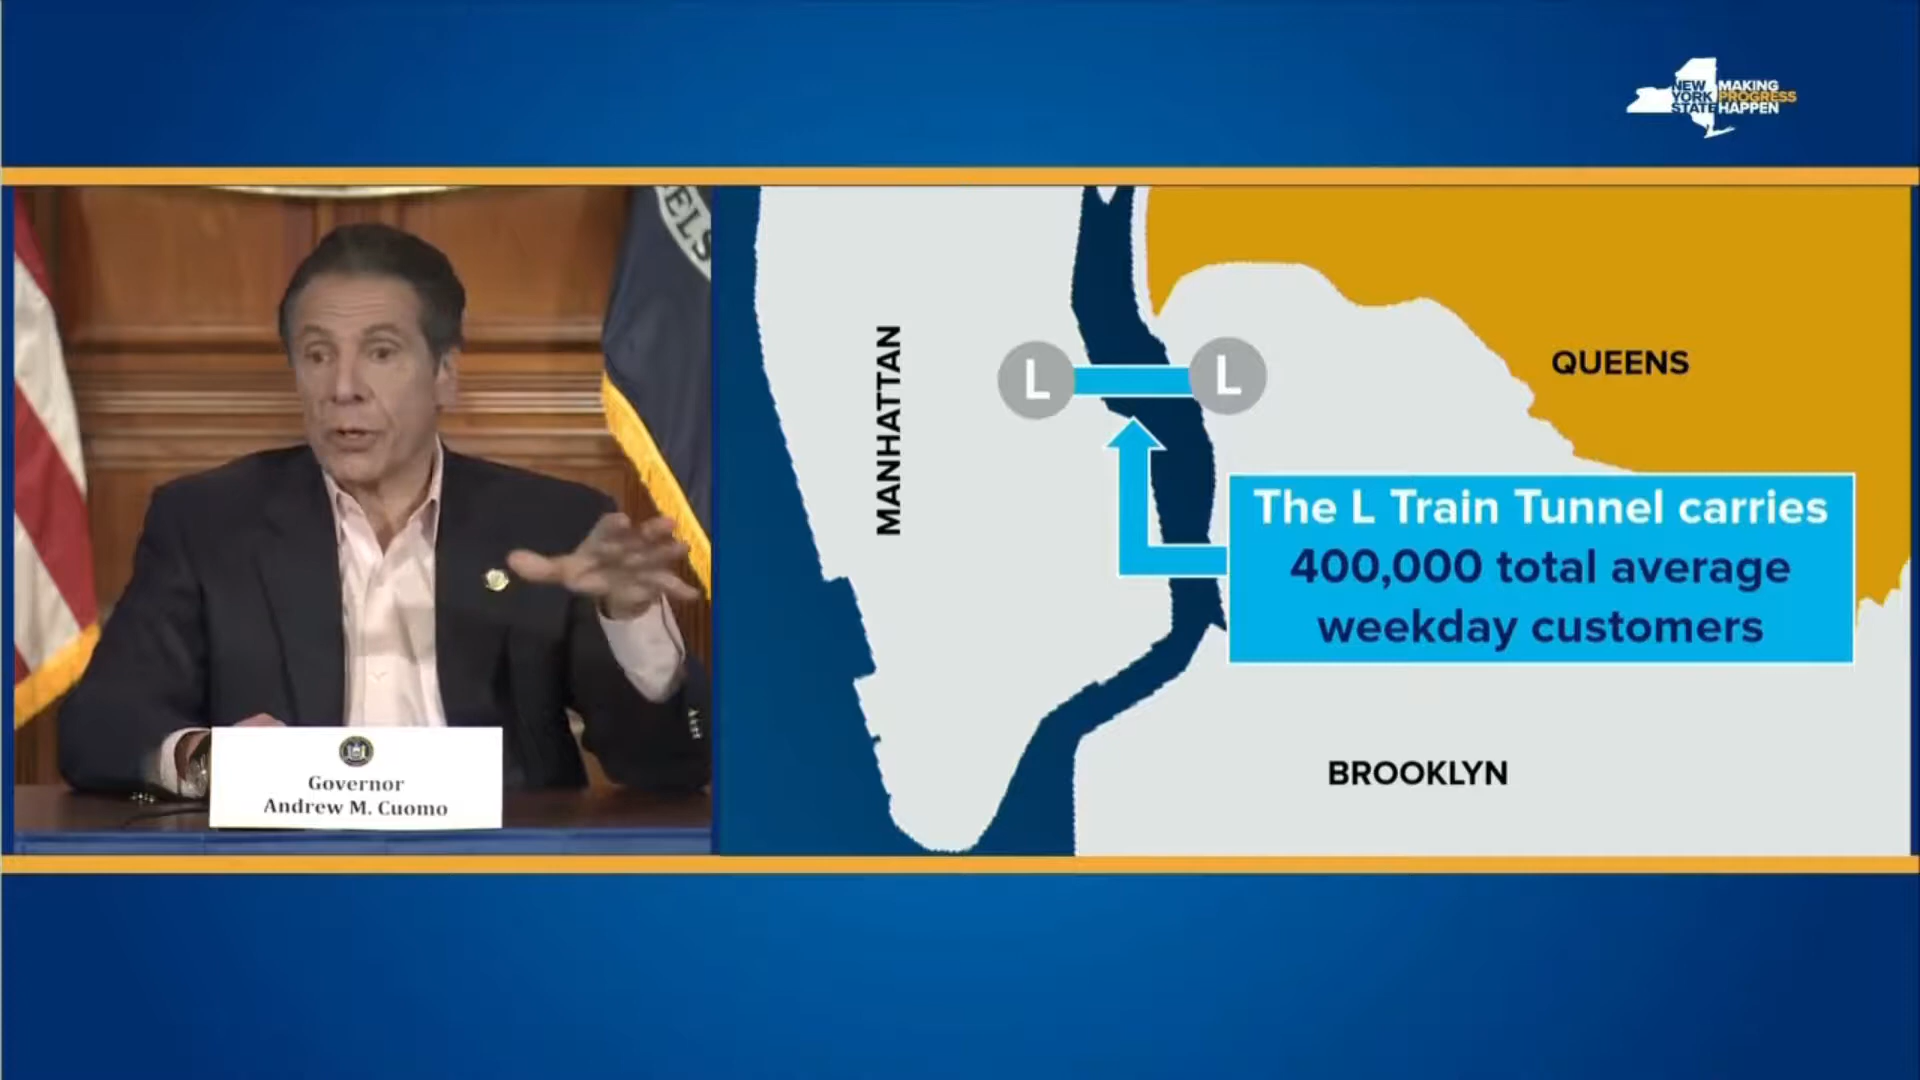 NEW
YORK
STATE
MAKING
PROGRESS
HAPPEN
ELS
MANHATTAN
L
L
QUEENS
The L Train Tunnel carries
400,000 total average
weekday customers
BROOKLYN
Governor
Andrew M. Cuomo